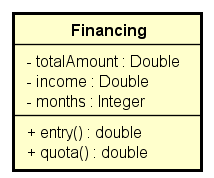 Financing
- totalAmount : Double
- income : Double
- months : Integer
+ entry() : double
+ quota() : double